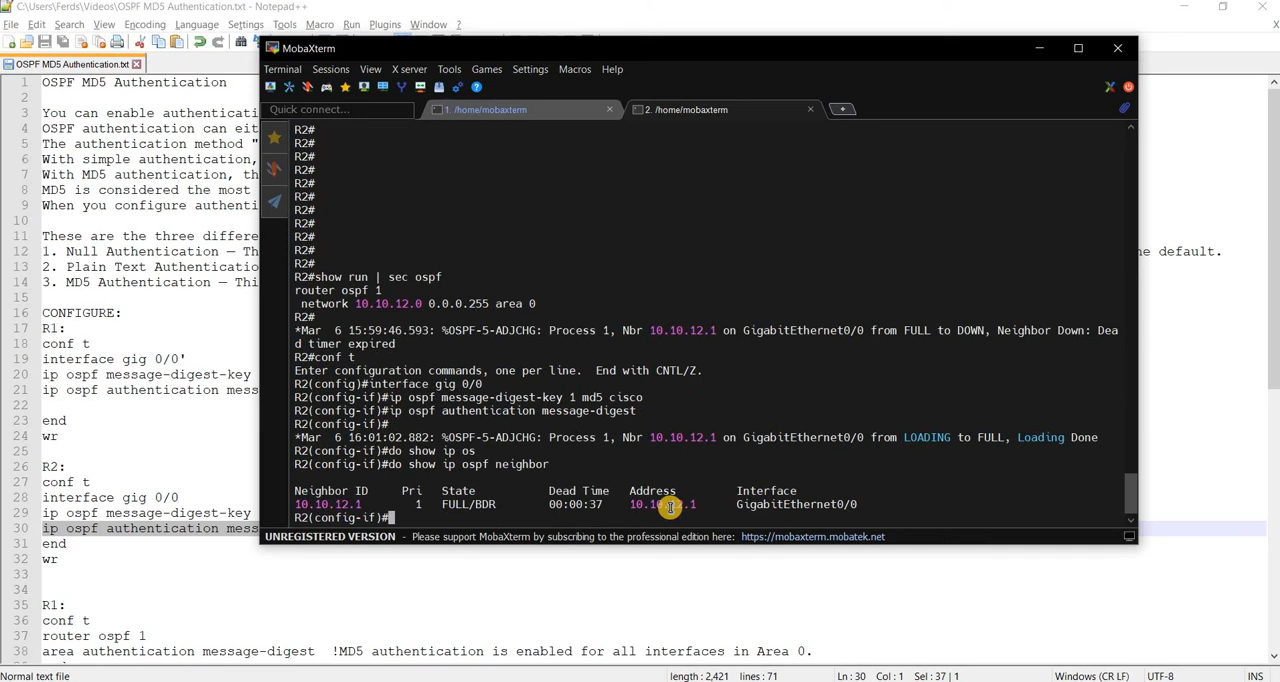 C:\Users\Ferds\Videos\OSPF MD5 Authentication.txt - Notepad++
File Edit Search View Encoding Language Settings Tools Macro Run Plugins Window ?
OSPF MD5 Authentication.txt
1 OSPF MD5 Authentication
2
3 You can enable authenticati
4 OSPF authentication can eit
5 The authentication method "
6 With simple authentication,
7 With MD5 authentication, th
8 MD5 is considered the most
9 When you configure authenti
10
11 These are the three differe
12 1. Null Authentication — Th
he default.
13 2. Plain Text Authenticatio
14 3. MD5 Authentication — Thi
15
16 CONFIGURE:
17 R1:
18 conf t
19 interface gig 0/0'
20 ip ospf message-digest-key
21 ip ospf authentication mess
22
23 end
24 wr
25
26 R2:
27 conf t
28 interface gig 0/0
29 ip ospf message-digest-key
30 ip ospf authentication mess
31 end
32 wr
33
34
35 R1:
36 conf t
37 router ospf 1
38 area authentication message-digest !MD5 authentication is enabled for all interfaces in Area 0.
MobaXterm
Terminal Sessions View X server Tools Games Settings Macros Help
Quick connect...
1. /home/mobaxterm
2. /home/mobaxterm
R2#
R2#
R2#
R2#
R2#
R2#
R2#
R2#
R2#
R2#
R2#
R2#show run | sec ospf
router ospf 1
network 10.10.12.0 0.0.0.255 area 0
R2#
*Mar 6 15:59:46.593: %OSPF-5-ADJCHG: Process 1, Nbr 10.10.12.1 on GigabitEthernet0/0 from FULL to DOWN, Neighbor Down: Dea
d timer expired
R2#conf t
Enter configuration commands, one per line. End with CNTL/Z.
R2(config)#interface gig 0/0
R2(config-if)#ip ospf message-digest-key 1 md5 cisco
R2(config-if)#ip ospf authentication message-digest
R2(config-if)#
*Mar 6 16:01:02.882: %OSPF-5-ADJCHG: Process 1, Nbr 10.10.12.1 on GigabitEthernet0/0 from LOADING to FULL, Loading Done
R2(config-if)#do show ip os
R2(config-if)#do show ip ospf neighbor
Neighbor ID Pri State Dead Time Address Interface
10.10.12.1 1 FULL/BDR 00:00:37 10.10.12.1 GigabitEthernet0/0
R2(config-if)#
UNREGISTERED VERSION - Please support MobaXterm by subscribing to the professional edition here: https://mobaxterm.mobatek.net
Normal text file length : 2,421 lines : 71 Ln : 30 Col : 1 Sel : 37 | 1 Windows (CR LF) UTF-8 INS